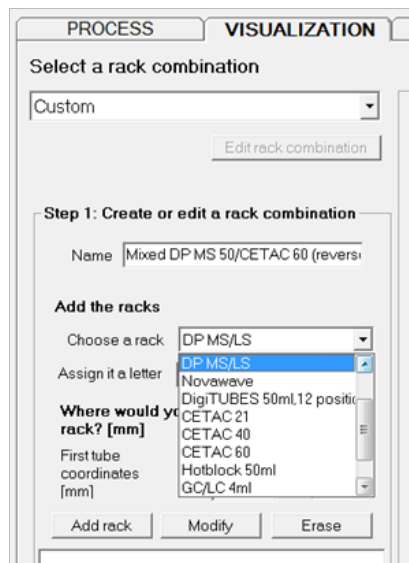 PROCESS
VISUALIZATION
Select a rack combination
Custom
Edit rack combination
Step 1: Create or edit a rack combination
Name
Mixed DP MS 50/CETAC 60 (revers
Add the racks
Choose a rack
DP MS/LS
DP MS/LS
Assign it a letter
Novawave
DigiTUBES 50ml,12 positi
CETAC 21
Where would yo
CETAC 40
rack? [mm]
CETAC 60
First tube
coordinates
[mm]
Hotblock 50ml
GC/LC 4ml
Add rack
Modify
Erase